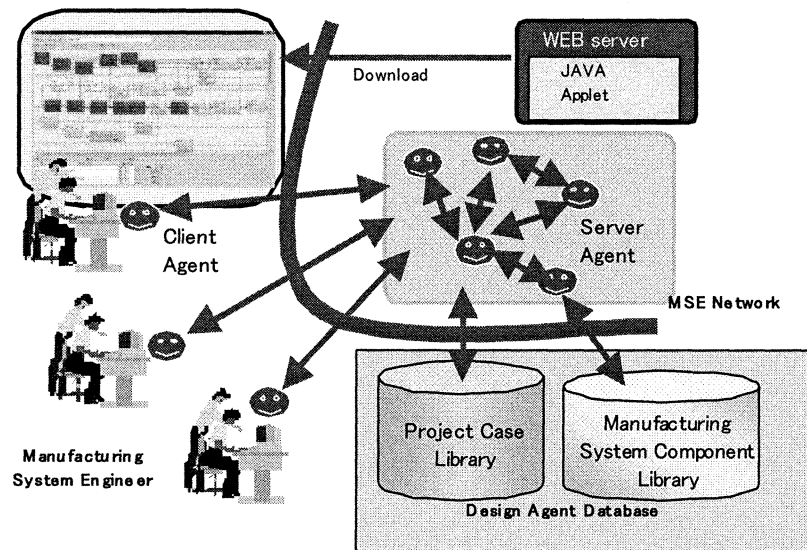 WEB server
JAVA
Applet
Download
Client
Agent
Server
Agent
MSE Network
Manufacturing
System Engineer
Project Case
Library
Manufacturing
System Component
Library
Design Agent Database